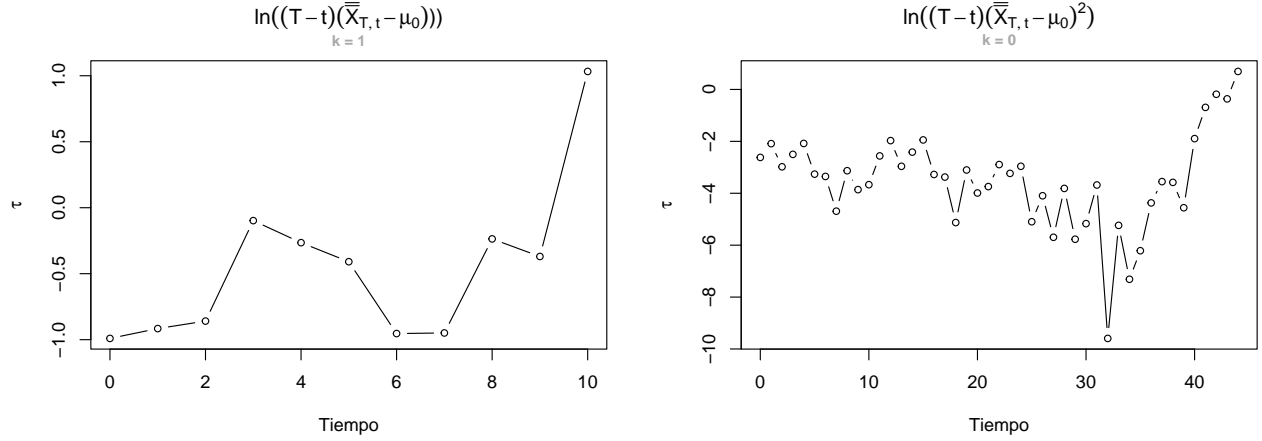 ln((T−t)(X̿_{T, t}−μ₀)))
k = 1
1.0
0.5
0.0
−0.5
−1.0
τ
0 2 4 6 8 10
Tiempo
ln((T−t)(X̿_{T, t}−μ₀)²)
k = 0
0
−2
−4
−6
−8
−10
τ
0 10 20 30 40
Tiempo